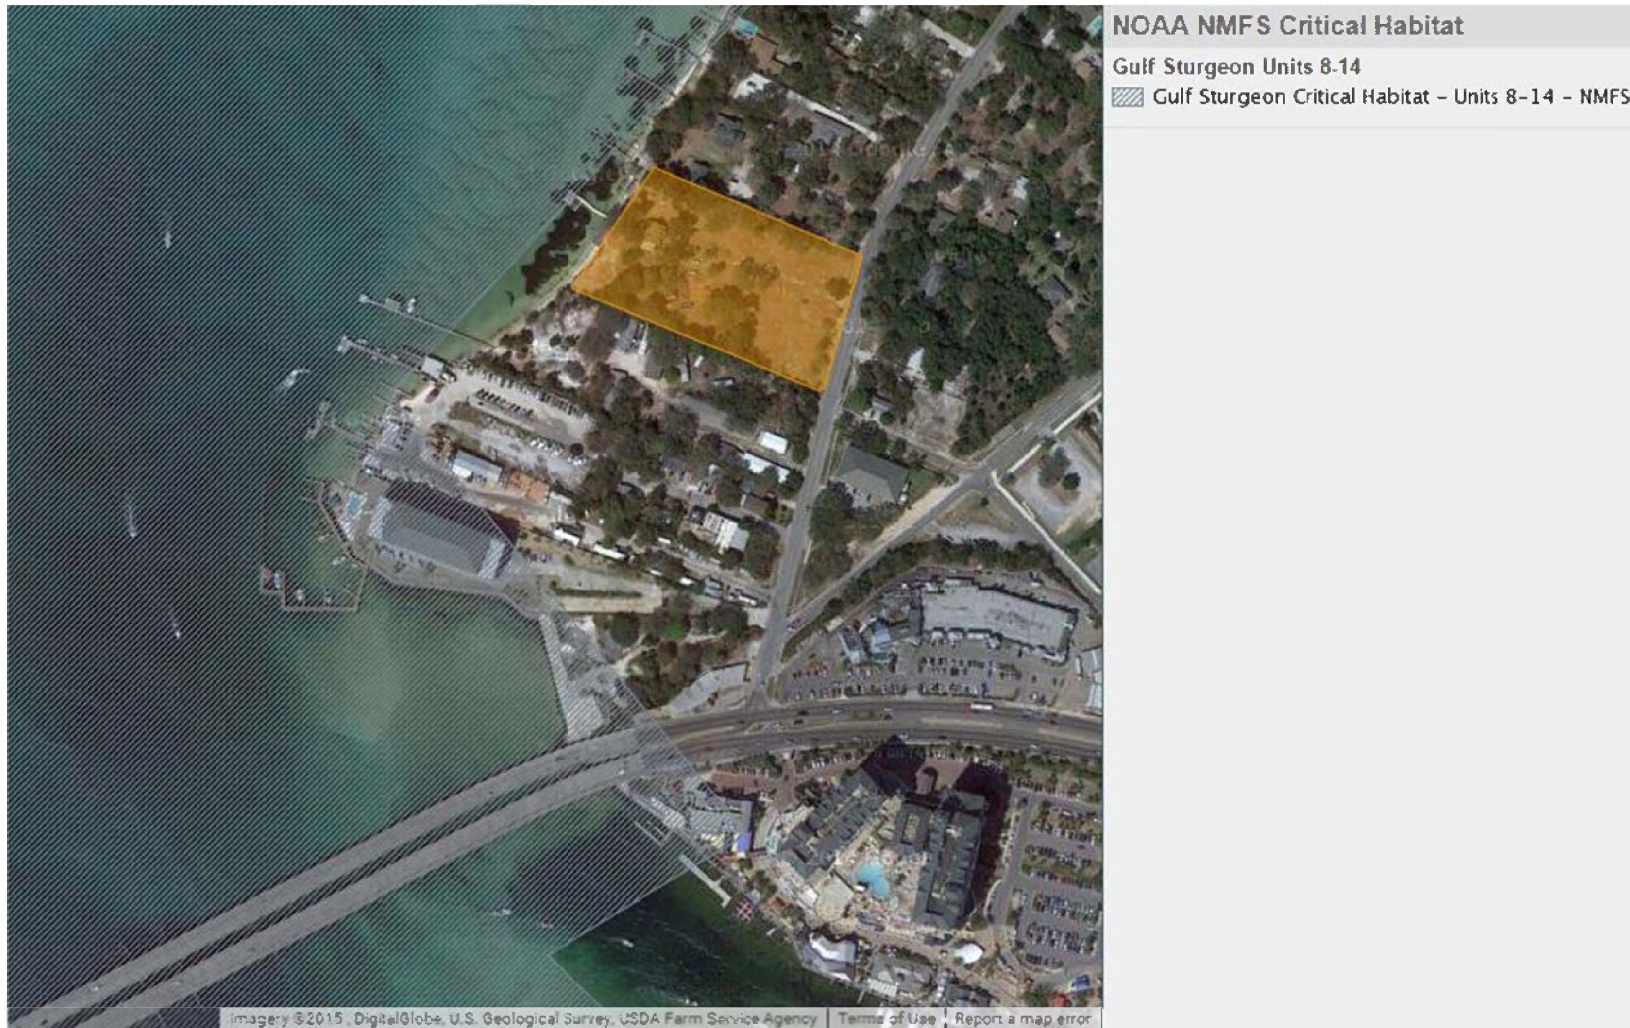 NOAA NMFS Critical Habitat
Gulf Sturgeon Units 8-14
Gulf Sturgeon Critical Habitat - Units 8-14 - NMFS
Imagery ©2015 , DigitalGlobe, U.S. Geological Survey, USDA Farm Service Agency
Terms of Use
Report a map error